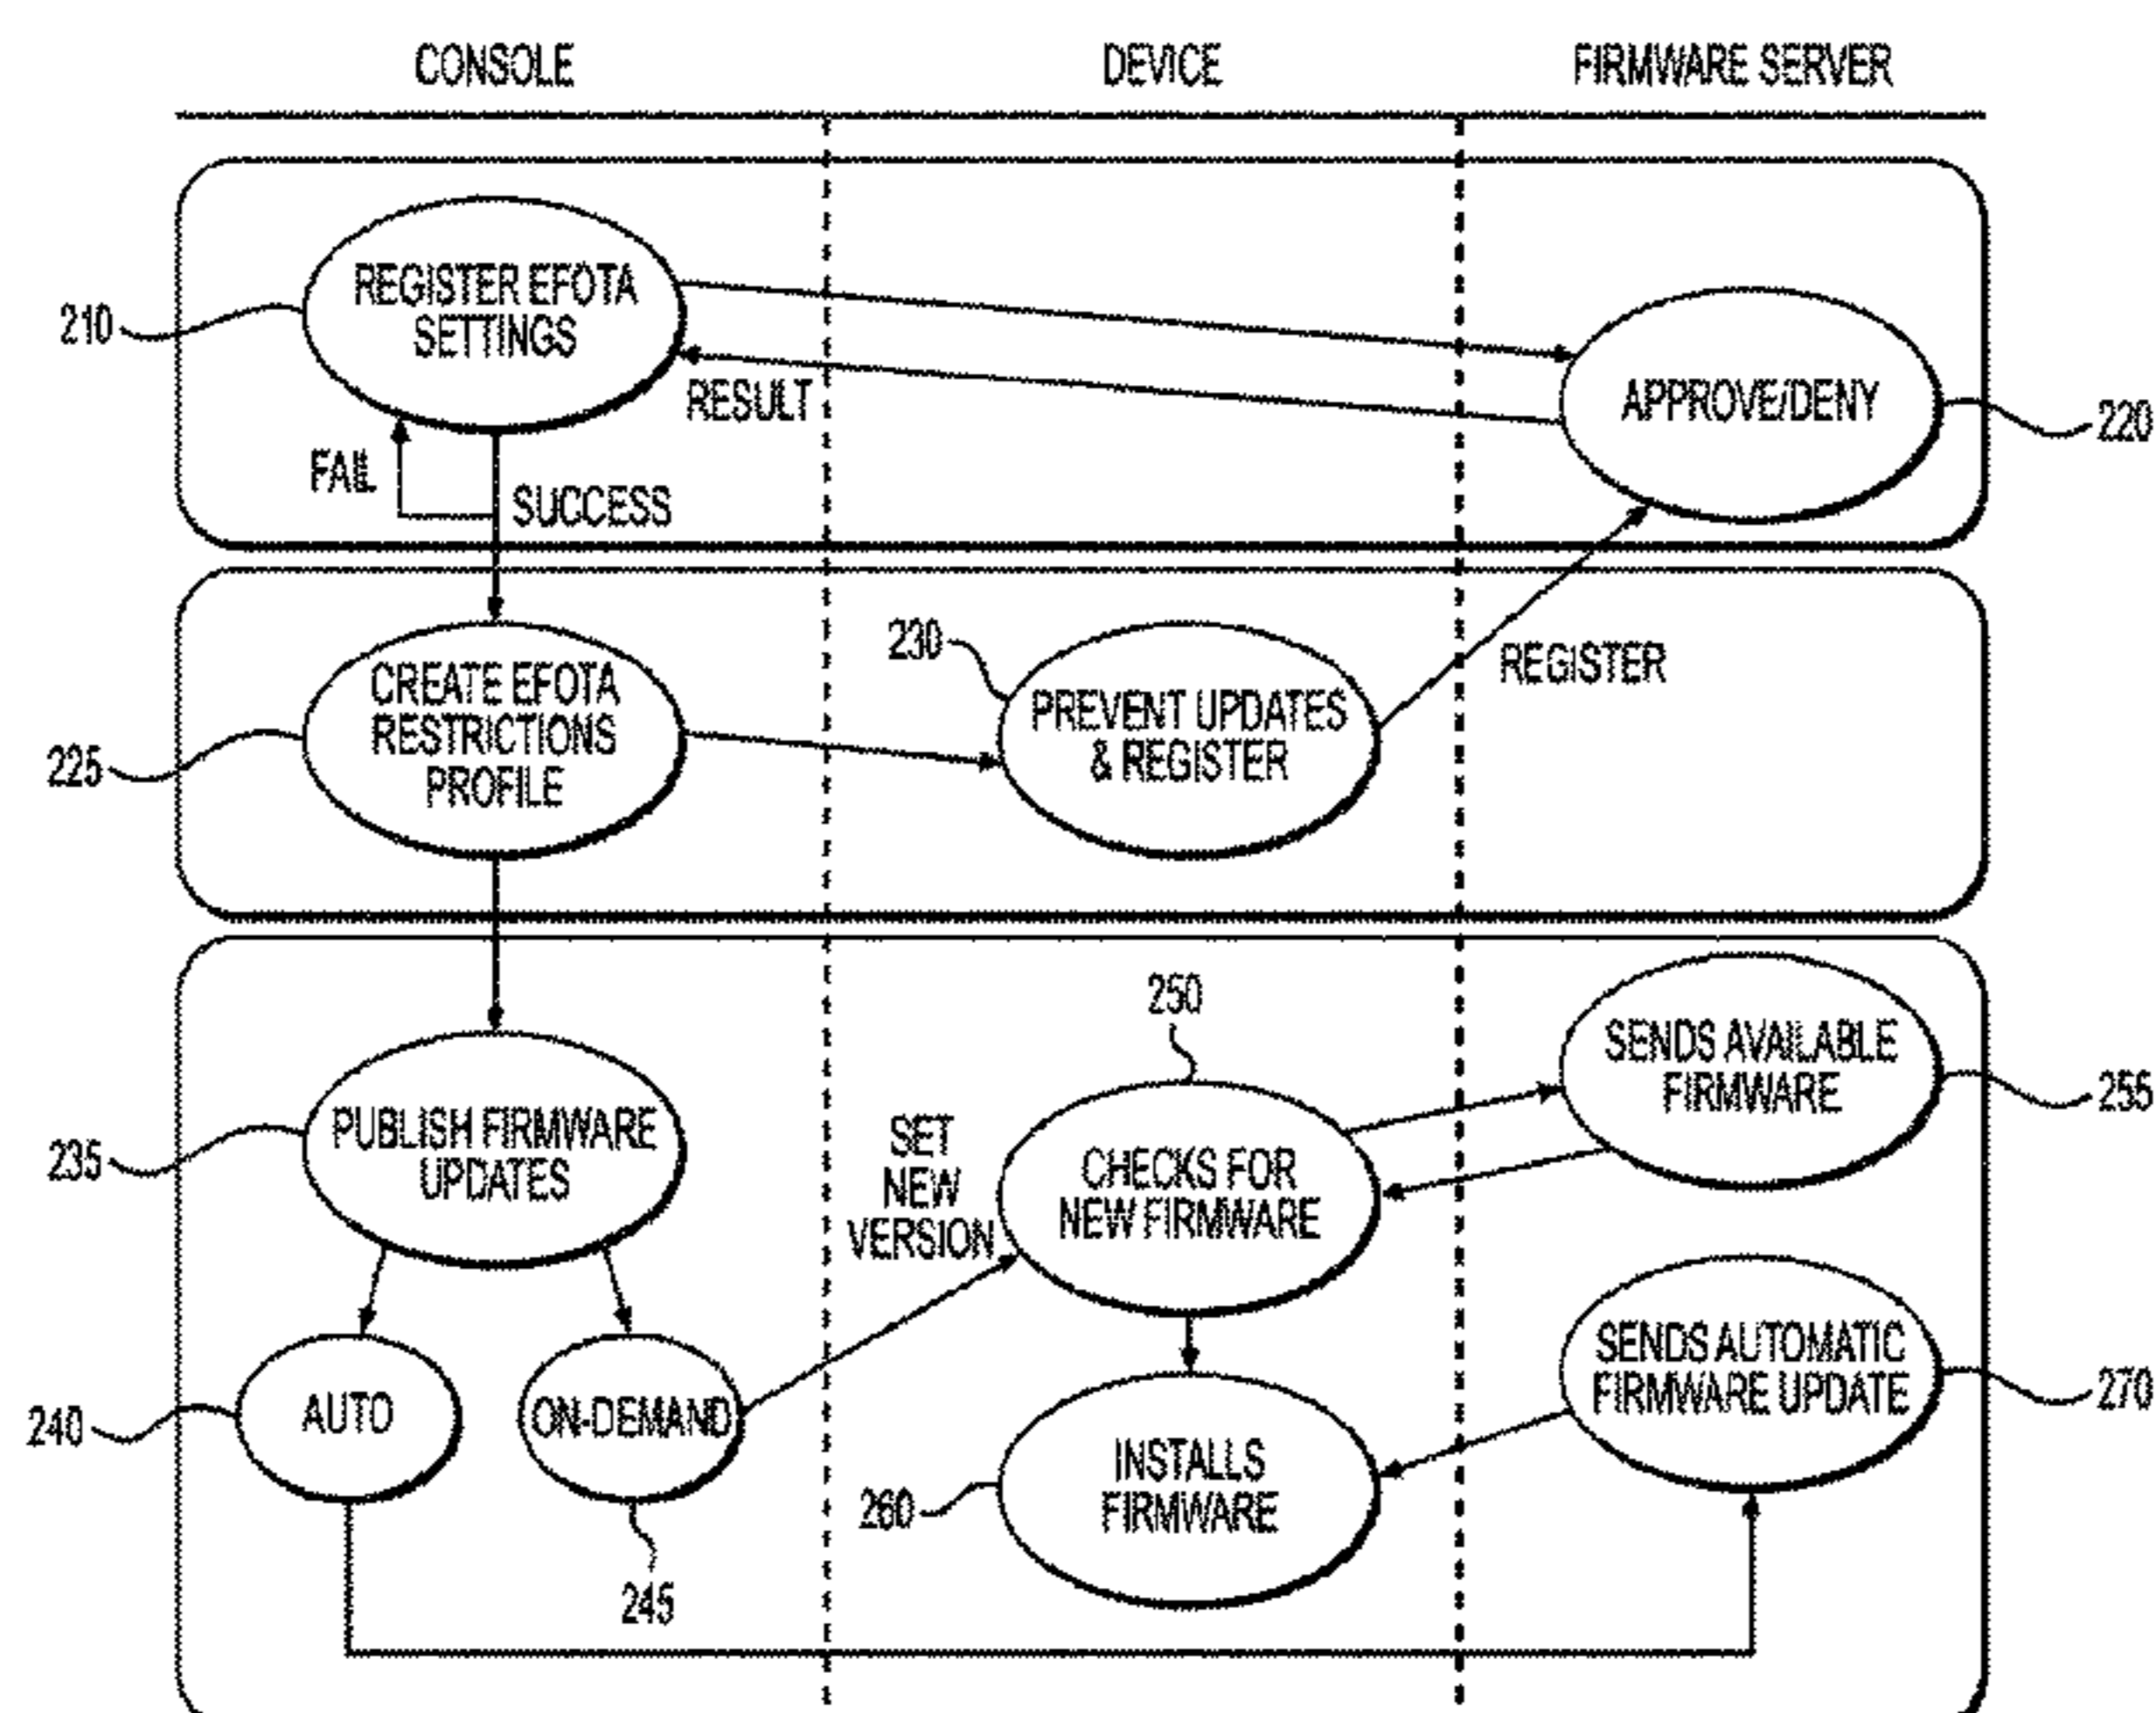 CONSOLE
DEVICE
FIRMWARE SERVER
210
REGISTER EFOTA
SETTINGS
RESULT
FAIL
SUCCESS
APPROVE/DENY
220
225
CREATE EFOTA
RESTRICTIONS
PROFILE
230
PREVENT UPDATES
& REGISTER
REGISTER
235
PUBLISH FIRMWARE
UPDATES
SET
NEW
VERSION
250
CHECKS FOR
NEW FIRMWARE
SENDS AVAILABLE
FIRMWARE
255
240
AUTO
ON-DEMAND
245
260
INSTALLS
FIRMWARE
SENDS AUTOMATIC
FIRMWARE UPDATE
270